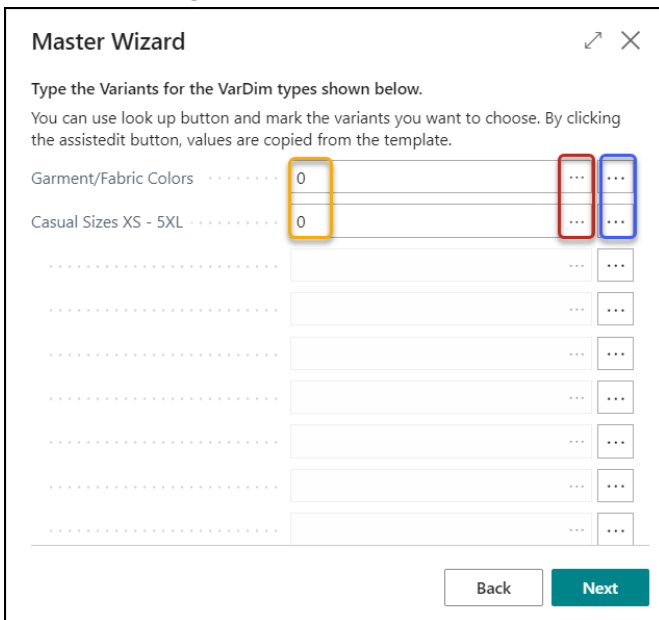 Master Wizard
Type the Variants for the VarDim types shown below.
You can use look up button and mark the variants you want to choose. By clicking
the assistedit button, values are copied from the template.
Garment/Fabric Colors 0 ... ...
Casual Sizes XS - 5XL 0 ... ...
... ...
... ...
... ...
... ...
... ...
... ...
... ...
Back Next